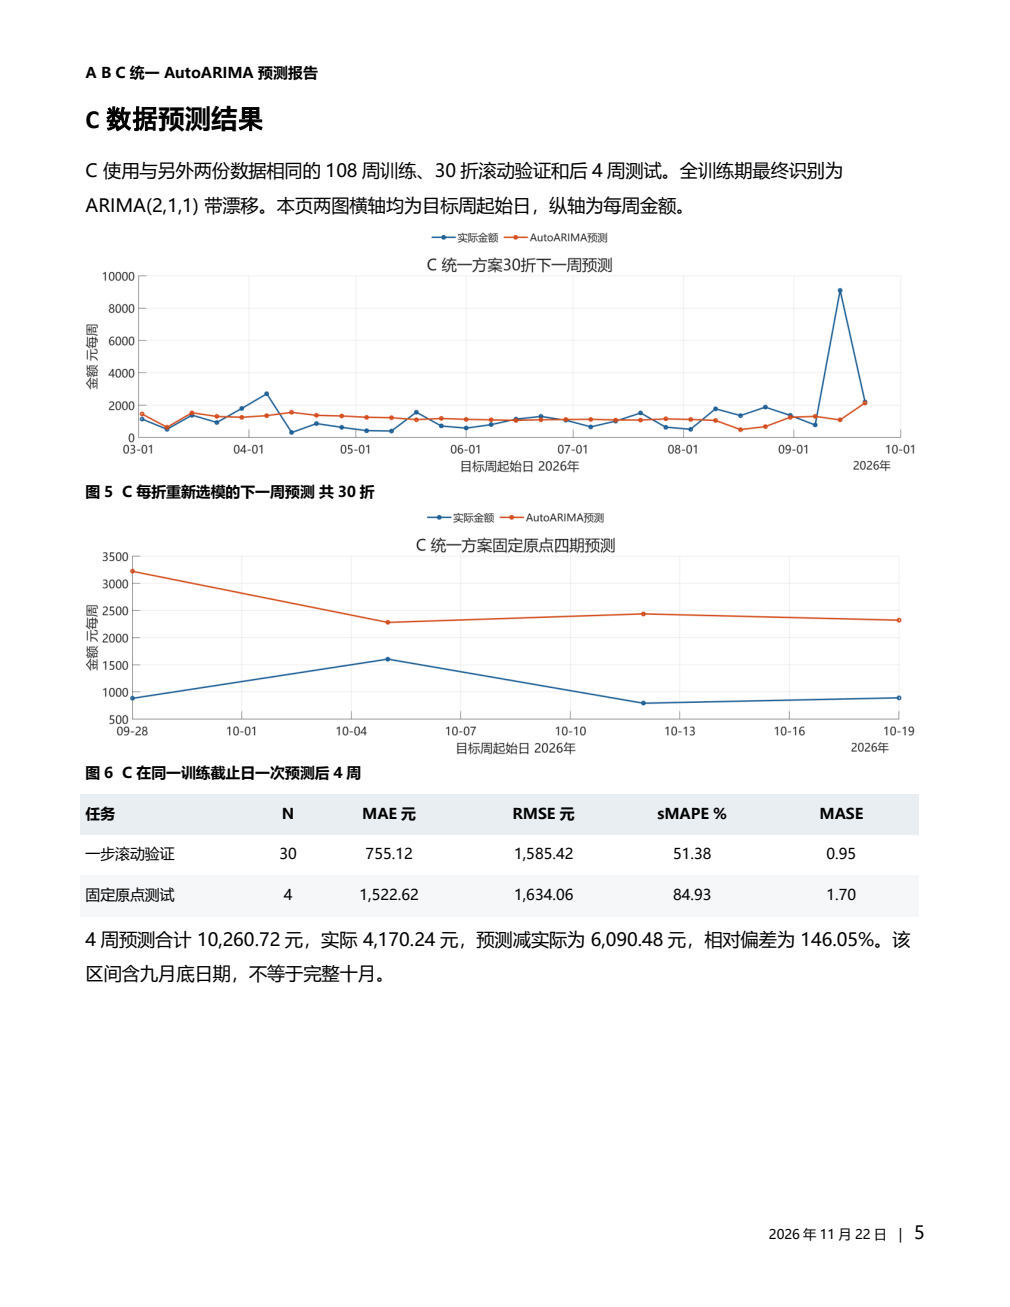 A B C 统一 AutoARIMA 预测报告
C 数据预测结果
C 使用与另外两份数据相同的 108 周训练、30 折滚动验证和后 4 周测试。全训练期最终识别为
ARIMA(2,1,1) 带漂移。本页两图横轴均为目标周起始日，纵轴为每周金额。
实际金额 AutoARIMA预测
C 统一方案30折下一周预测
金额 元每周
10000
8000
6000
4000
2000
0
03-01 04-01 05-01 06-01 07-01 08-01 09-01 10-01
目标周起始日 2026年 2026年
图 5 C 每折重新选模的下一周预测 共 30 折
实际金额 AutoARIMA预测
C 统一方案固定原点四期预测
金额 元每周
3500
3000
2500
2000
1500
1000
500
09-28 10-01 10-04 10-07 10-10 10-13 10-16 10-19
目标周起始日 2026年 2026年
图 6 C 在同一训练截止日一次预测后 4 周
任务 N MAE 元 RMSE 元 sMAPE % MASE
一步滚动验证 30 755.12 1,585.42 51.38 0.95
固定原点测试 4 1,522.62 1,634.06 84.93 1.70
4 周预测合计 10,260.72 元，实际 4,170.24 元，预测减实际为 6,090.48 元，相对偏差为 146.05%。该
区间含九月底日期，不等于完整十月。
2026 年 11 月 22 日 | 5